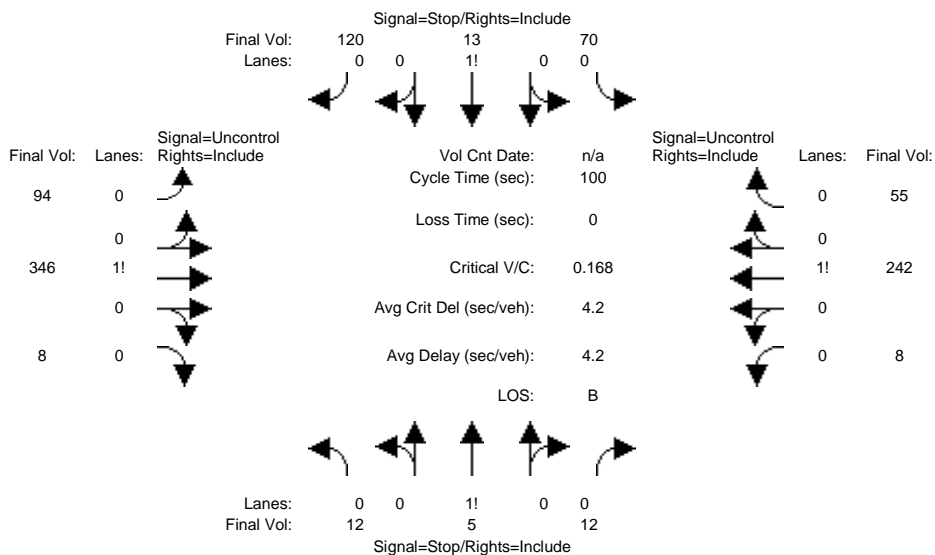 Signal=Stop/Rights=Include
Final Vol: 120 13 70
Lanes: 0 0 1! 0 0
Signal=Uncontrol Signal=Uncontrol
Final Vol: Lanes: Rights=Include Vol Cnt Date: n/a Rights=Include Lanes: Final Vol:
Cycle Time (sec): 100
94 0 0 55
Loss Time (sec): 0
0 0
346 1! Critical V/C: 0.168 1! 242
0 Avg Crit Del (sec/veh): 4.2 0
8 0 Avg Delay (sec/veh): 4.2 0 8
LOS: B
Lanes: 0 0 1! 0 0
Final Vol: 12 5 12
Signal=Stop/Rights=Include